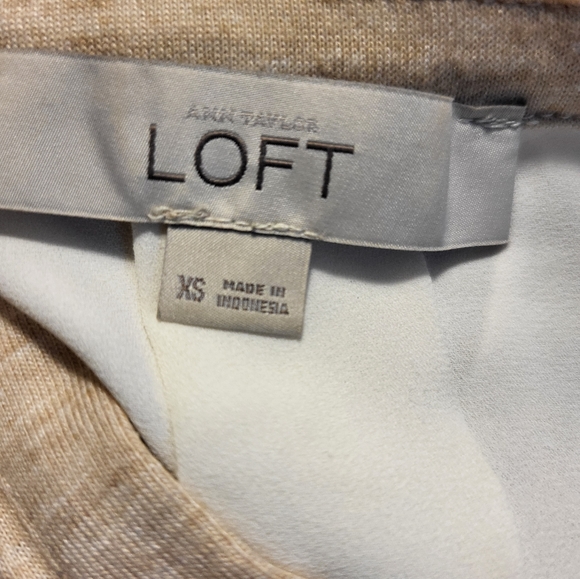 ANN TAYLOR
LOFT
XS
MADE IN
INDONESIA